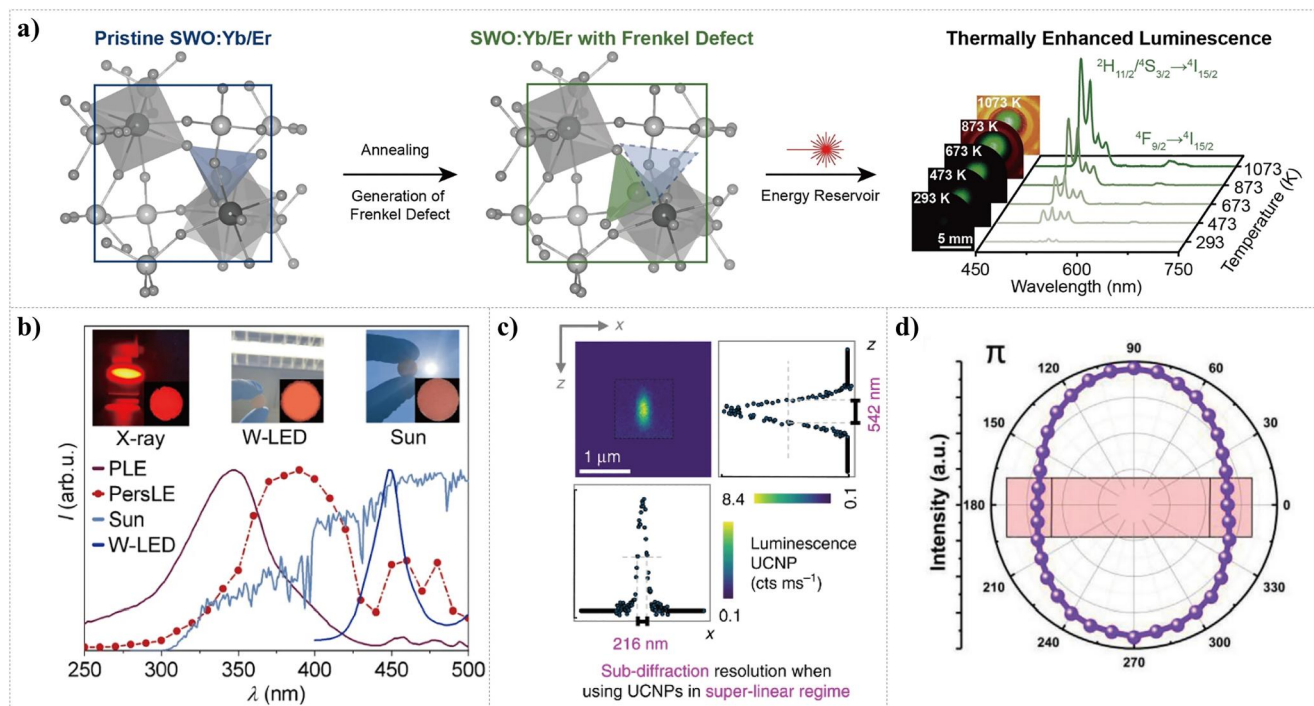 a)
Pristine SWO:Yb/Er
Annealing
Generation of
Frenkel Defect
SWO:Yb/Er with Frenkel Defect
Energy Reservoir
Thermally Enhanced Luminescence
²H₁₁/₂/⁴S₃/₂→⁴I₁₅/₂
⁴F₉/₂→⁴I₁₅/₂
1073 K
873 K
673 K
473 K
293 K
5 mm
1073
873
673
473
293
Temperature (K)
450 600 750
Wavelength (nm)
b)
X-ray W-LED Sun
PLE
PersLE
Sun
W-LED
I (arb.u.)
250 300 350 400 450 500
λ (nm)
c)
x
z
1 μm
z
542 nm
8.4 0.1
Luminescence
UCNP
(cts ms⁻¹)
8.4
0.1
x
216 nm
Sub-diffraction resolution when
using UCNPs in super-linear regime
d)
π
Intensity (a.u.)
90
120 60
150 30
180 0
210 330
240 300
270